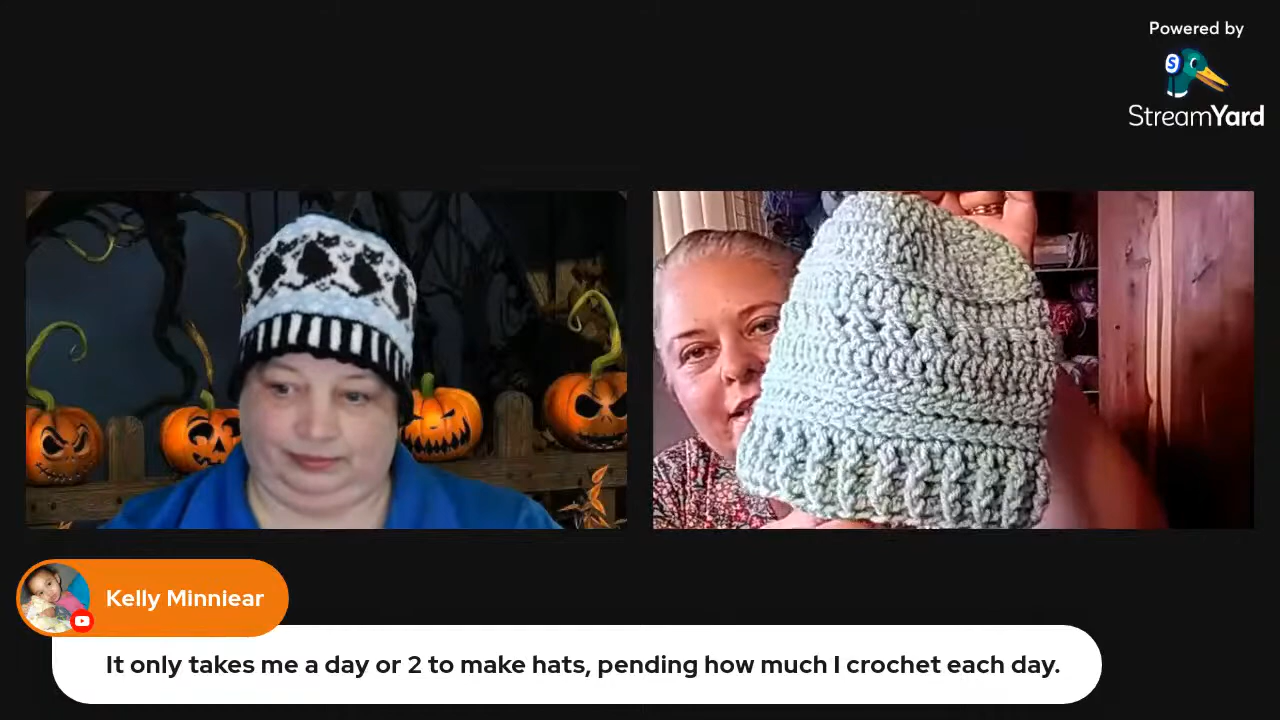 Powered by
S
StreamYard
Kelly Minniear
It only takes me a day or 2 to make hats, pending how much I crochet each day.